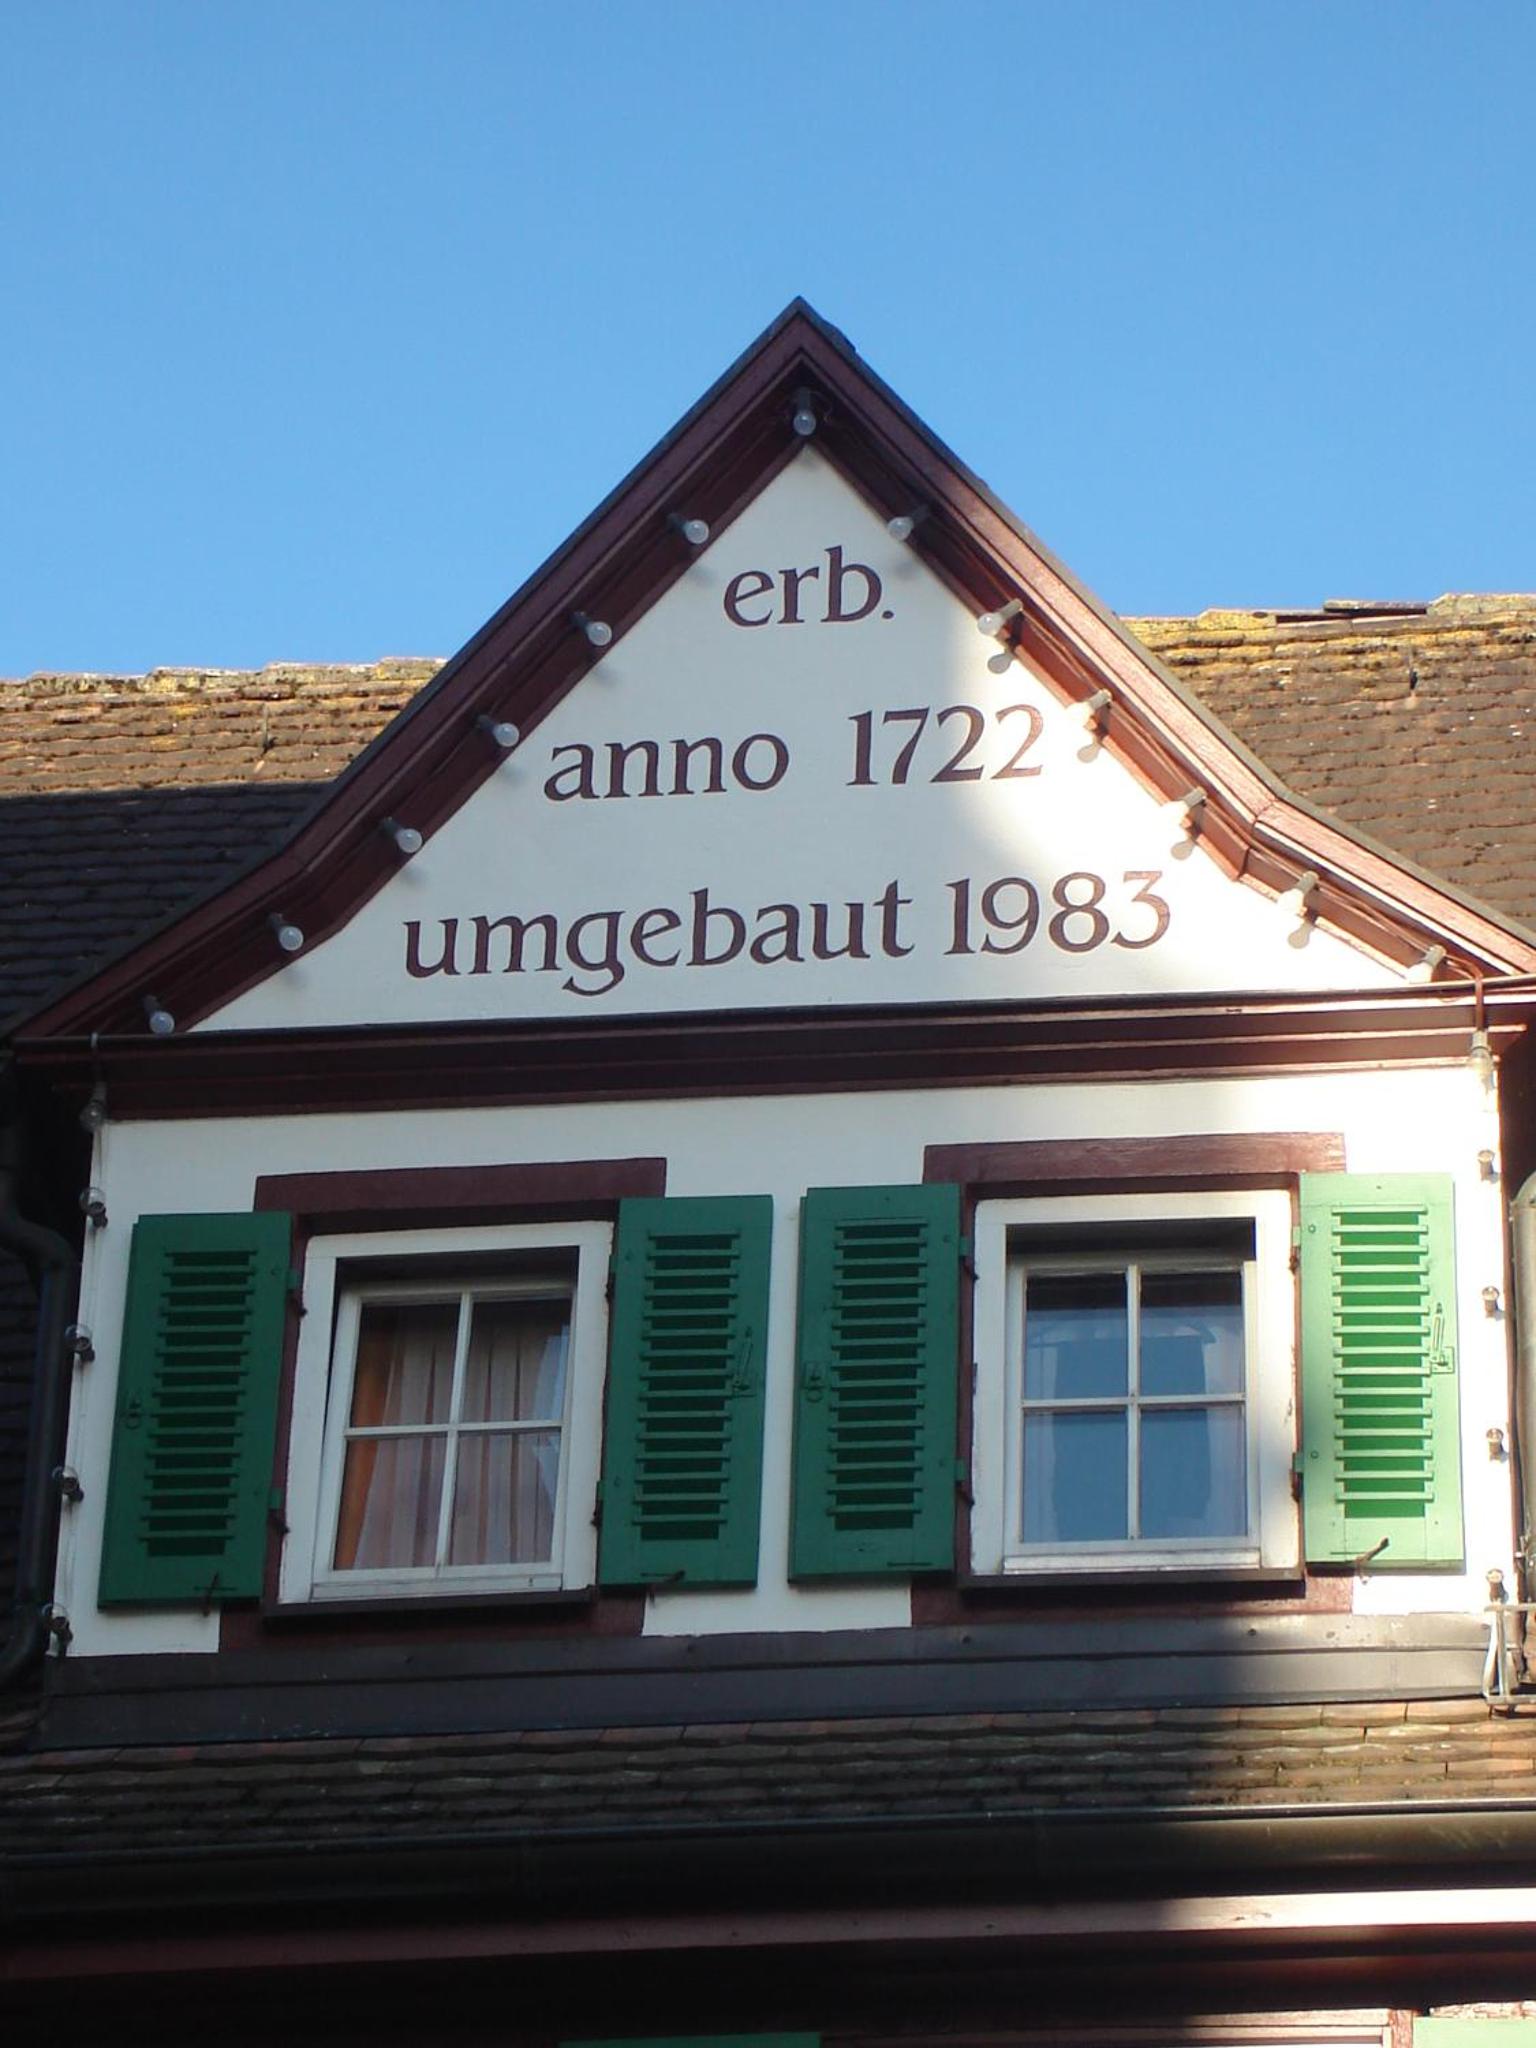 erb.
anno 1722
umgebaut 1983